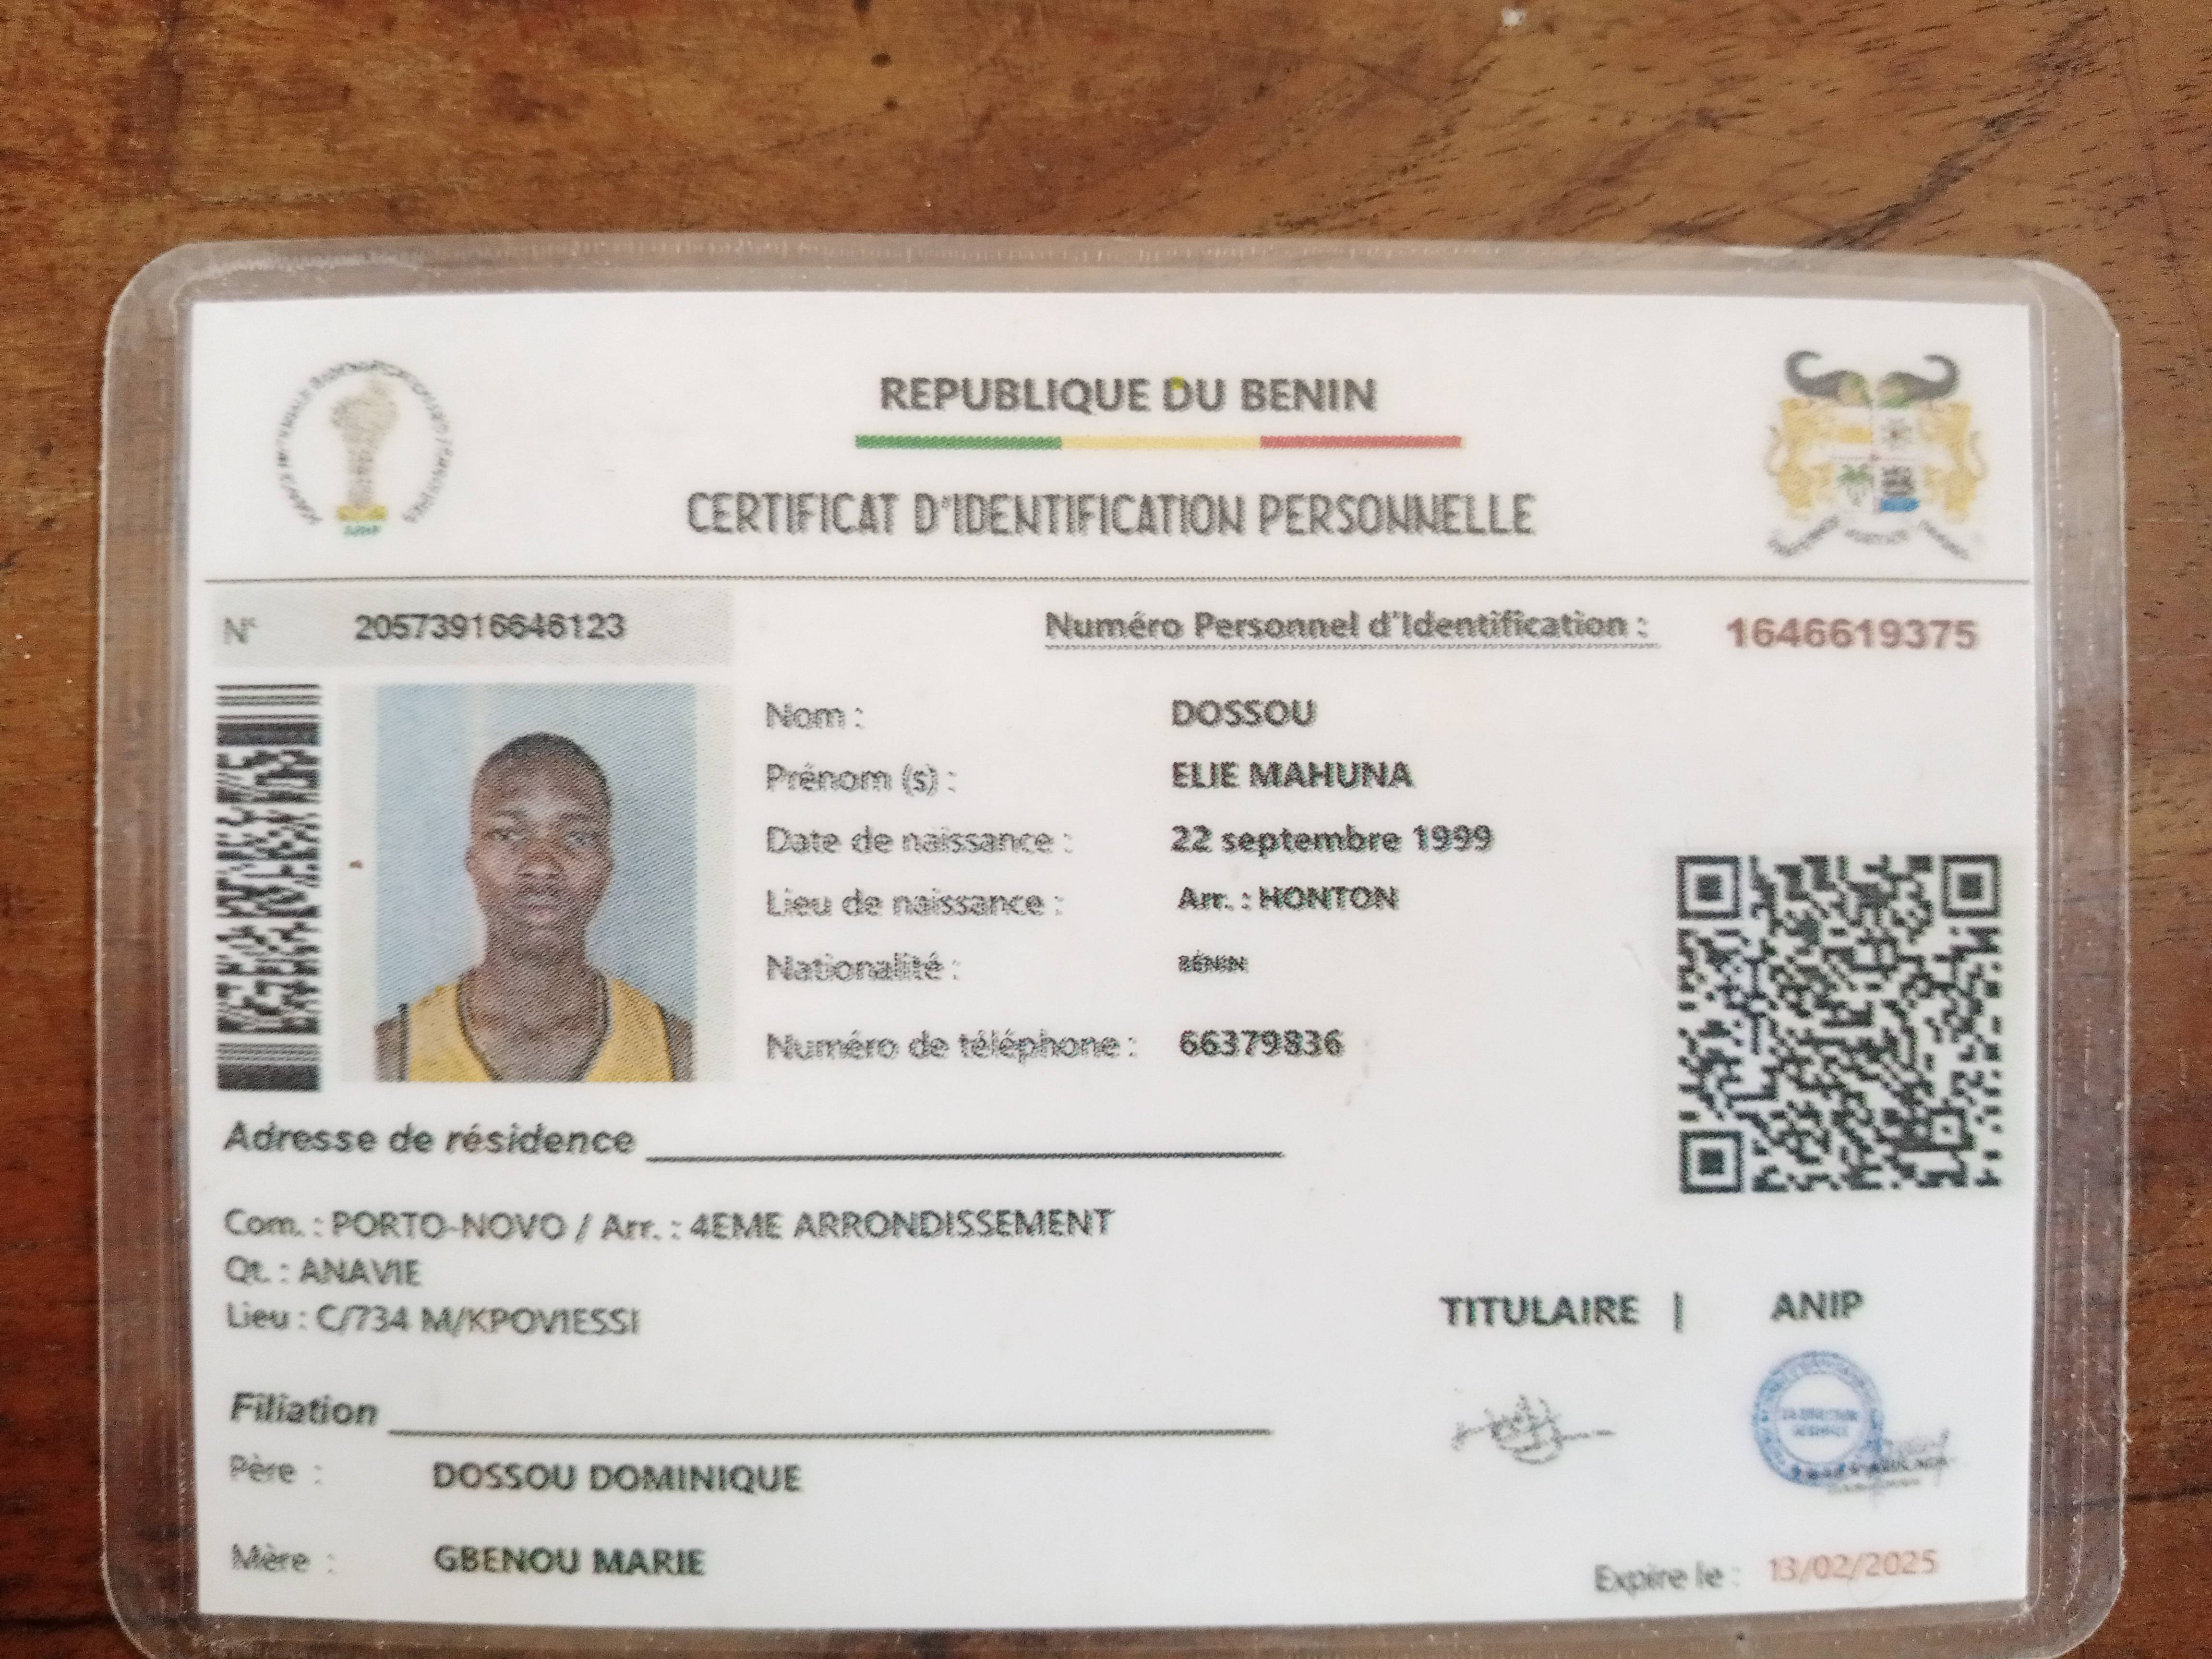 REPUBLIQUE DU BENIN
CERTIFICAT D'IDENTIFICATION PERSONNELLE
N° 20573916646123
Numéro Personnel d'Identification : 1646619375
Nom : DOSSOU
Prénom (s) : ELIE MAHUNA
Date de naissance : 22 septembre 1999
Lieu de naissance : Arr. : HONTON
Nationalité : BÉNIN
Numéro de téléphone : 66379836
Adresse de résidence
Com. : PORTO-NOVO / Arr. : 4EME ARRONDISSEMENT
Qt. : ANAVIE
Lieu : C/734 M/KPOVIESSI
TITULAIRE | ANIP
Filiation
Père : DOSSOU DOMINIQUE
Mère : GBENOU MARIE
Expire le : 13/02/2025